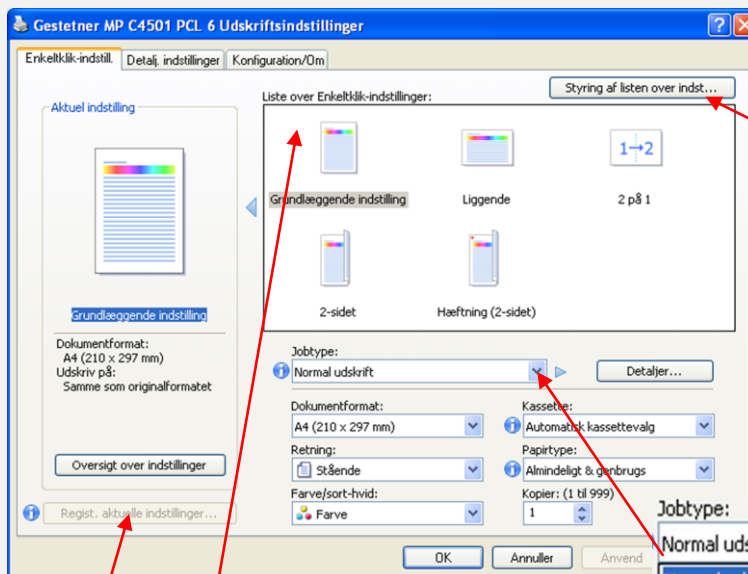 Gestetner MP C4501 PCL 6 Udskriftsindstillinger
Enkeltklik-indstill.
Detalj. indstillinger
Konfiguration/Om
Styring af listen over indst...
Aktuel indstilling
Liste over Enkeltklik-indstillinger:
Grundlæggende indstilling
Liggende
1→2
2 på 1
2-sidet
Hæftning (2-sidet)
Grundlæggende indstilling
Dokumentformat:
A4 (210 x 297 mm)
Udskriv på:
Samme som originalformatet
Oversigt over indstillinger
Regist. aktuelle indstillinger...
Jobtype:
Normal udskrift
Detaljer...
Dokumentformat:
A4 (210 x 297 mm)
Kassette:
Automatisk kassettevalg
Retning:
Stående
Papirtype:
Almindeligt & genbrugs
Farve/sort-hvid:
Farve
Kopier: (1 til 999)
1
OK
Annuller
Anvend
Jobtype:
Normal uds